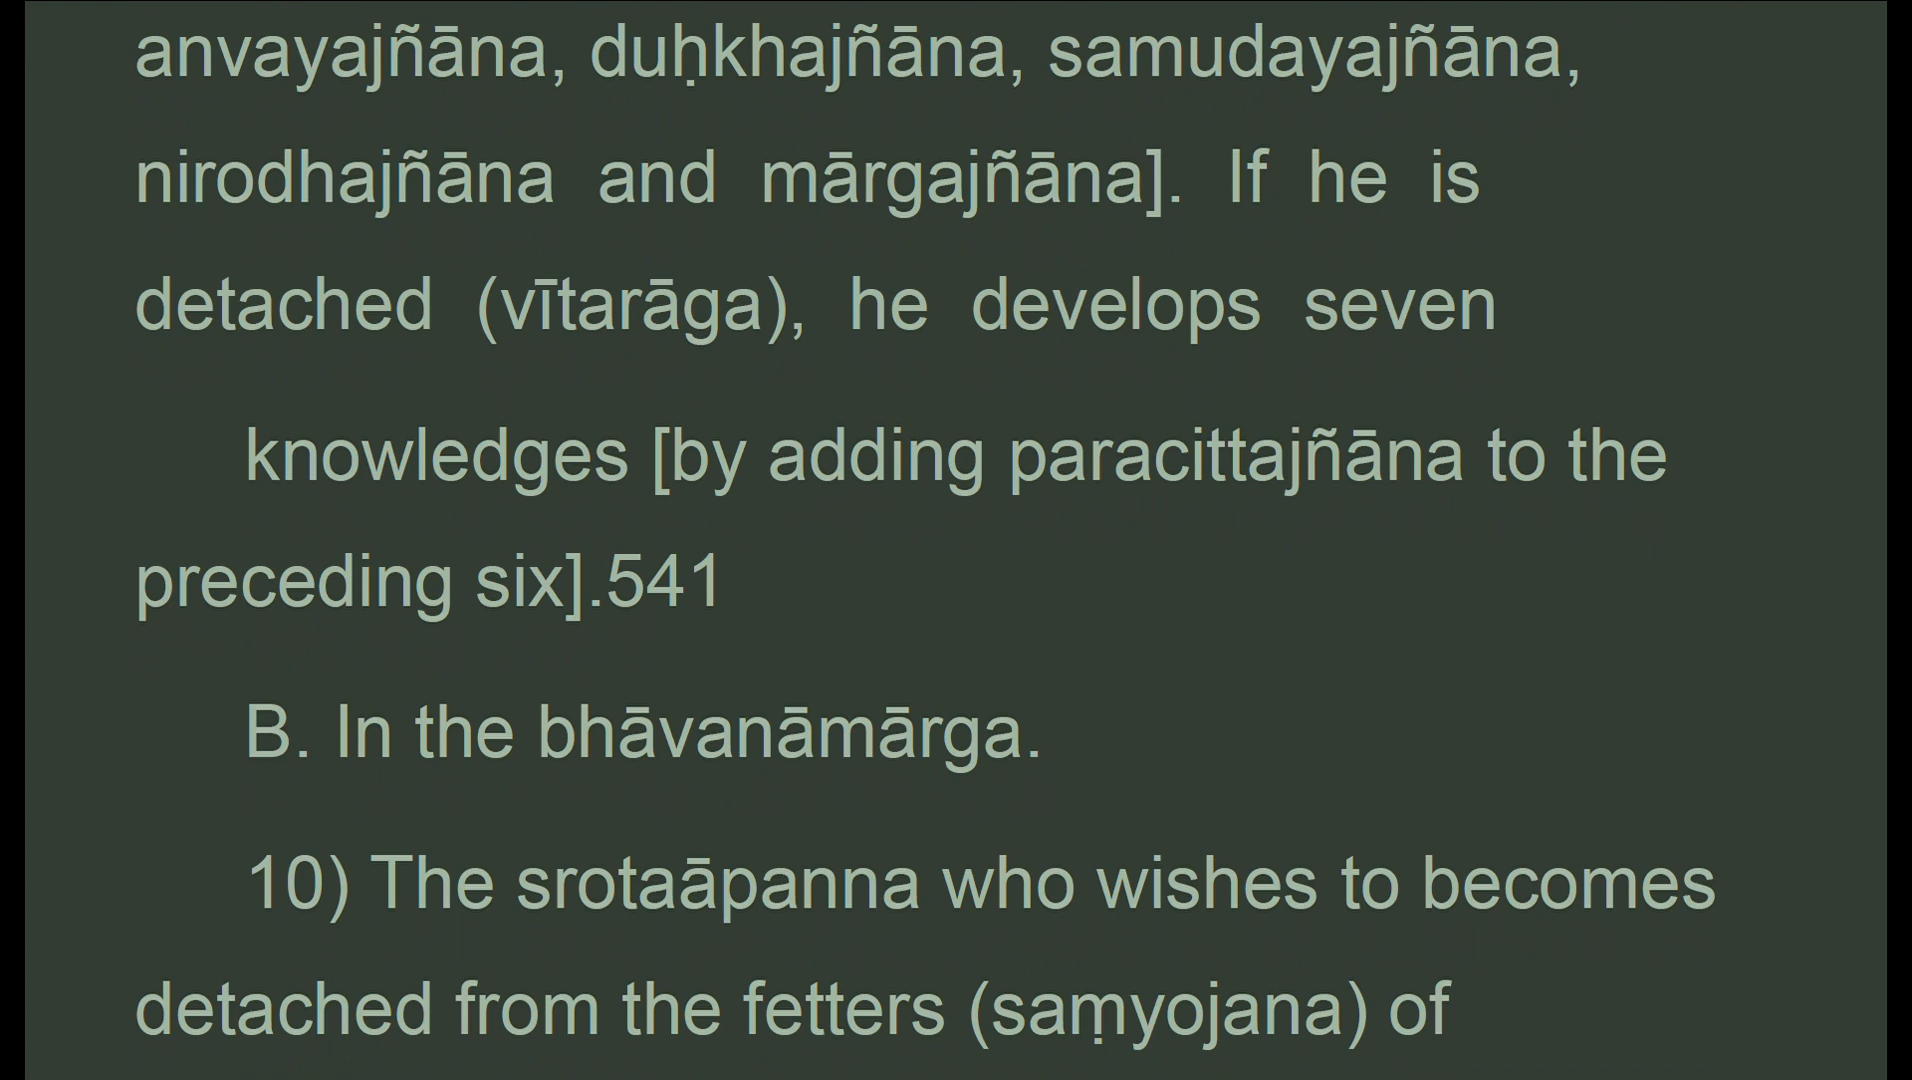 anvayajñāna, duḥkhajñāna, samudayajñāna,
nirodhajñāna and mārgajñāna]. If he is
detached (vītarāga), he develops seven
knowledges [by adding paracittajñāna to the
preceding six].541
B. In the bhāvanāmārga.
10) The srotaāpanna who wishes to becomes
detached from the fetters (saṃyojana) of